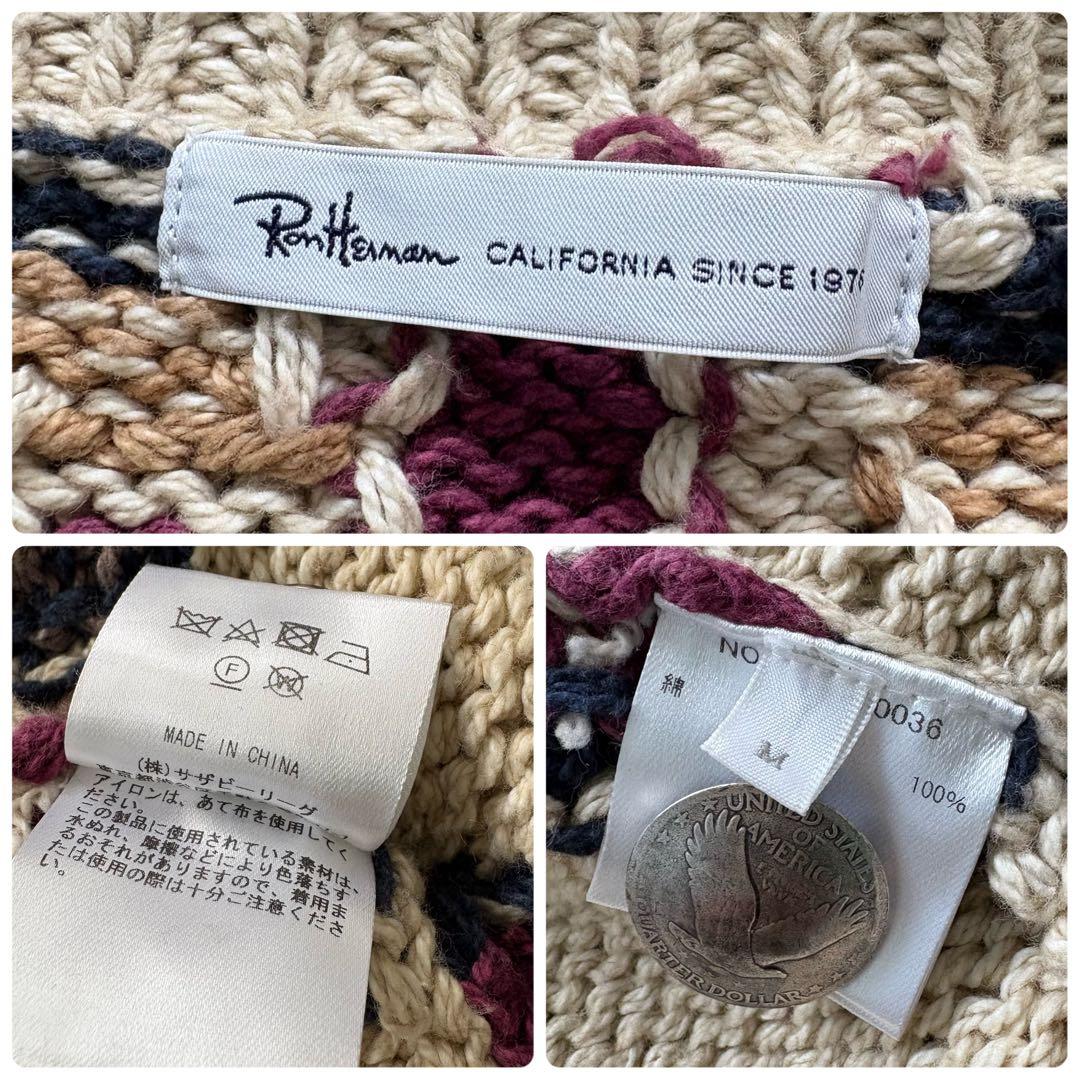 Ron Herman CALIFORNIA SINCE 1976
F W
MADE IN CHINA
(株)サザビーリーグ
アイロンは、あて布を使用してく
ださい。
この製品に使用されている素材は、
水ぬれ、摩擦などにより色落ちす
るおそれがありますので、着用ま
たは使用の際は十分ご注意くださ
い。
NO 0036
綿 100%
M
UNITED STATES
OF
AMERICA
QUARTER DOLLAR